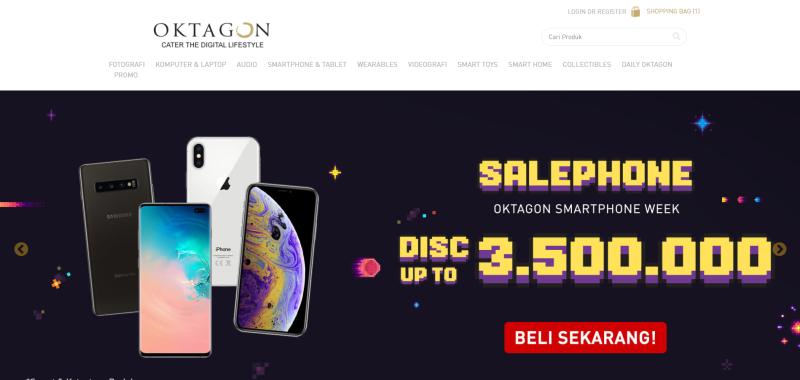 LOGIN OR REGISTER
SHOPPING BAG (1)
OKTAGON
CATER THE DIGITAL LIFESTYLE
Cari Produk
FOTOGRAFI KOMPUTER & LAPTOP AUDIO SMARTPHONE & TABLET WEARABLES VIDEOGRAFI SMART TOYS SMART HOME COLLECTIBLES DAILY OKTAGON
PROMO
SALEPHONE
OKTAGON SMARTPHONE WEEK
DISC
UP TO
3.500.000
BELI SEKARANG!
SAMSUNG
iPhone